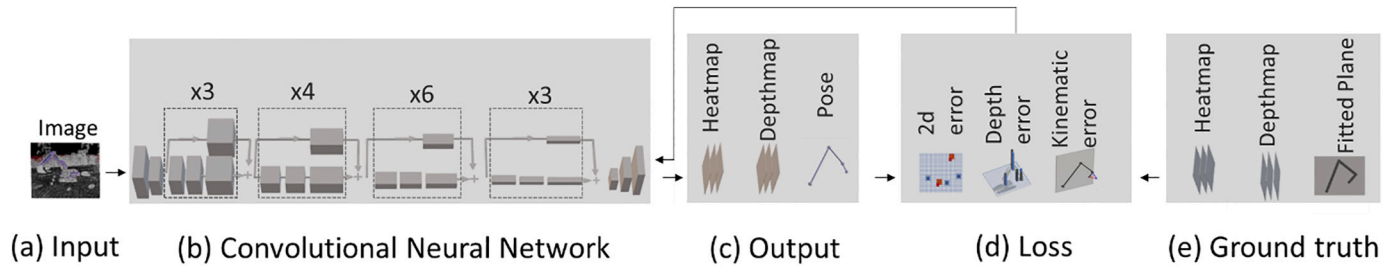 Image
x3
x4
x6
x3
Heatmap
Depthmap
Pose
2d
error
Depth
error
Kinematic
error
Heatmap
Depthmap
Fitted Plane
(a) Input
(b) Convolutional Neural Network
(c) Output
(d) Loss
(e) Ground truth